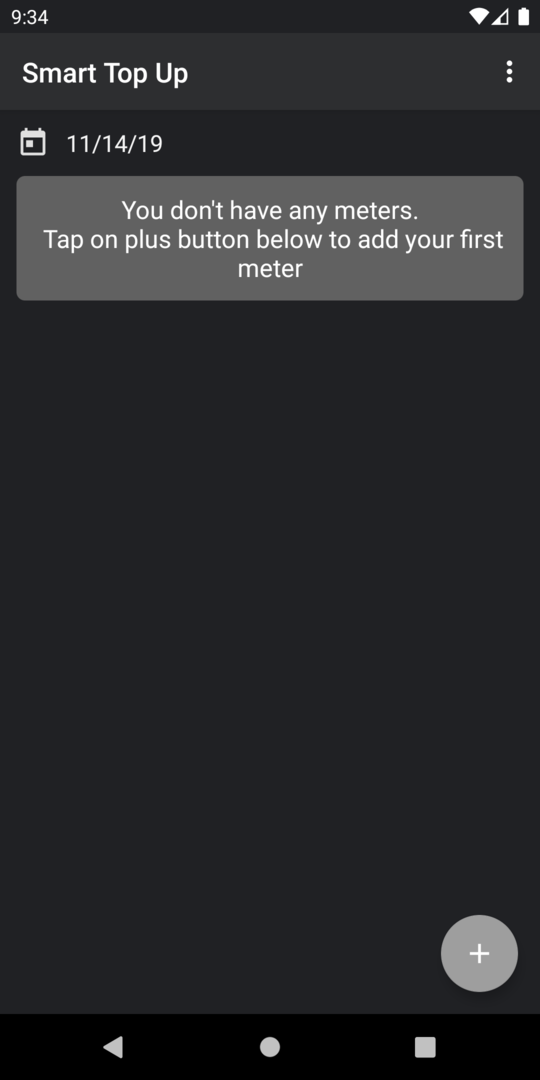 9:34
Smart Top Up
11/14/19
You don't have any meters.
Tap on plus button below to add your first
meter